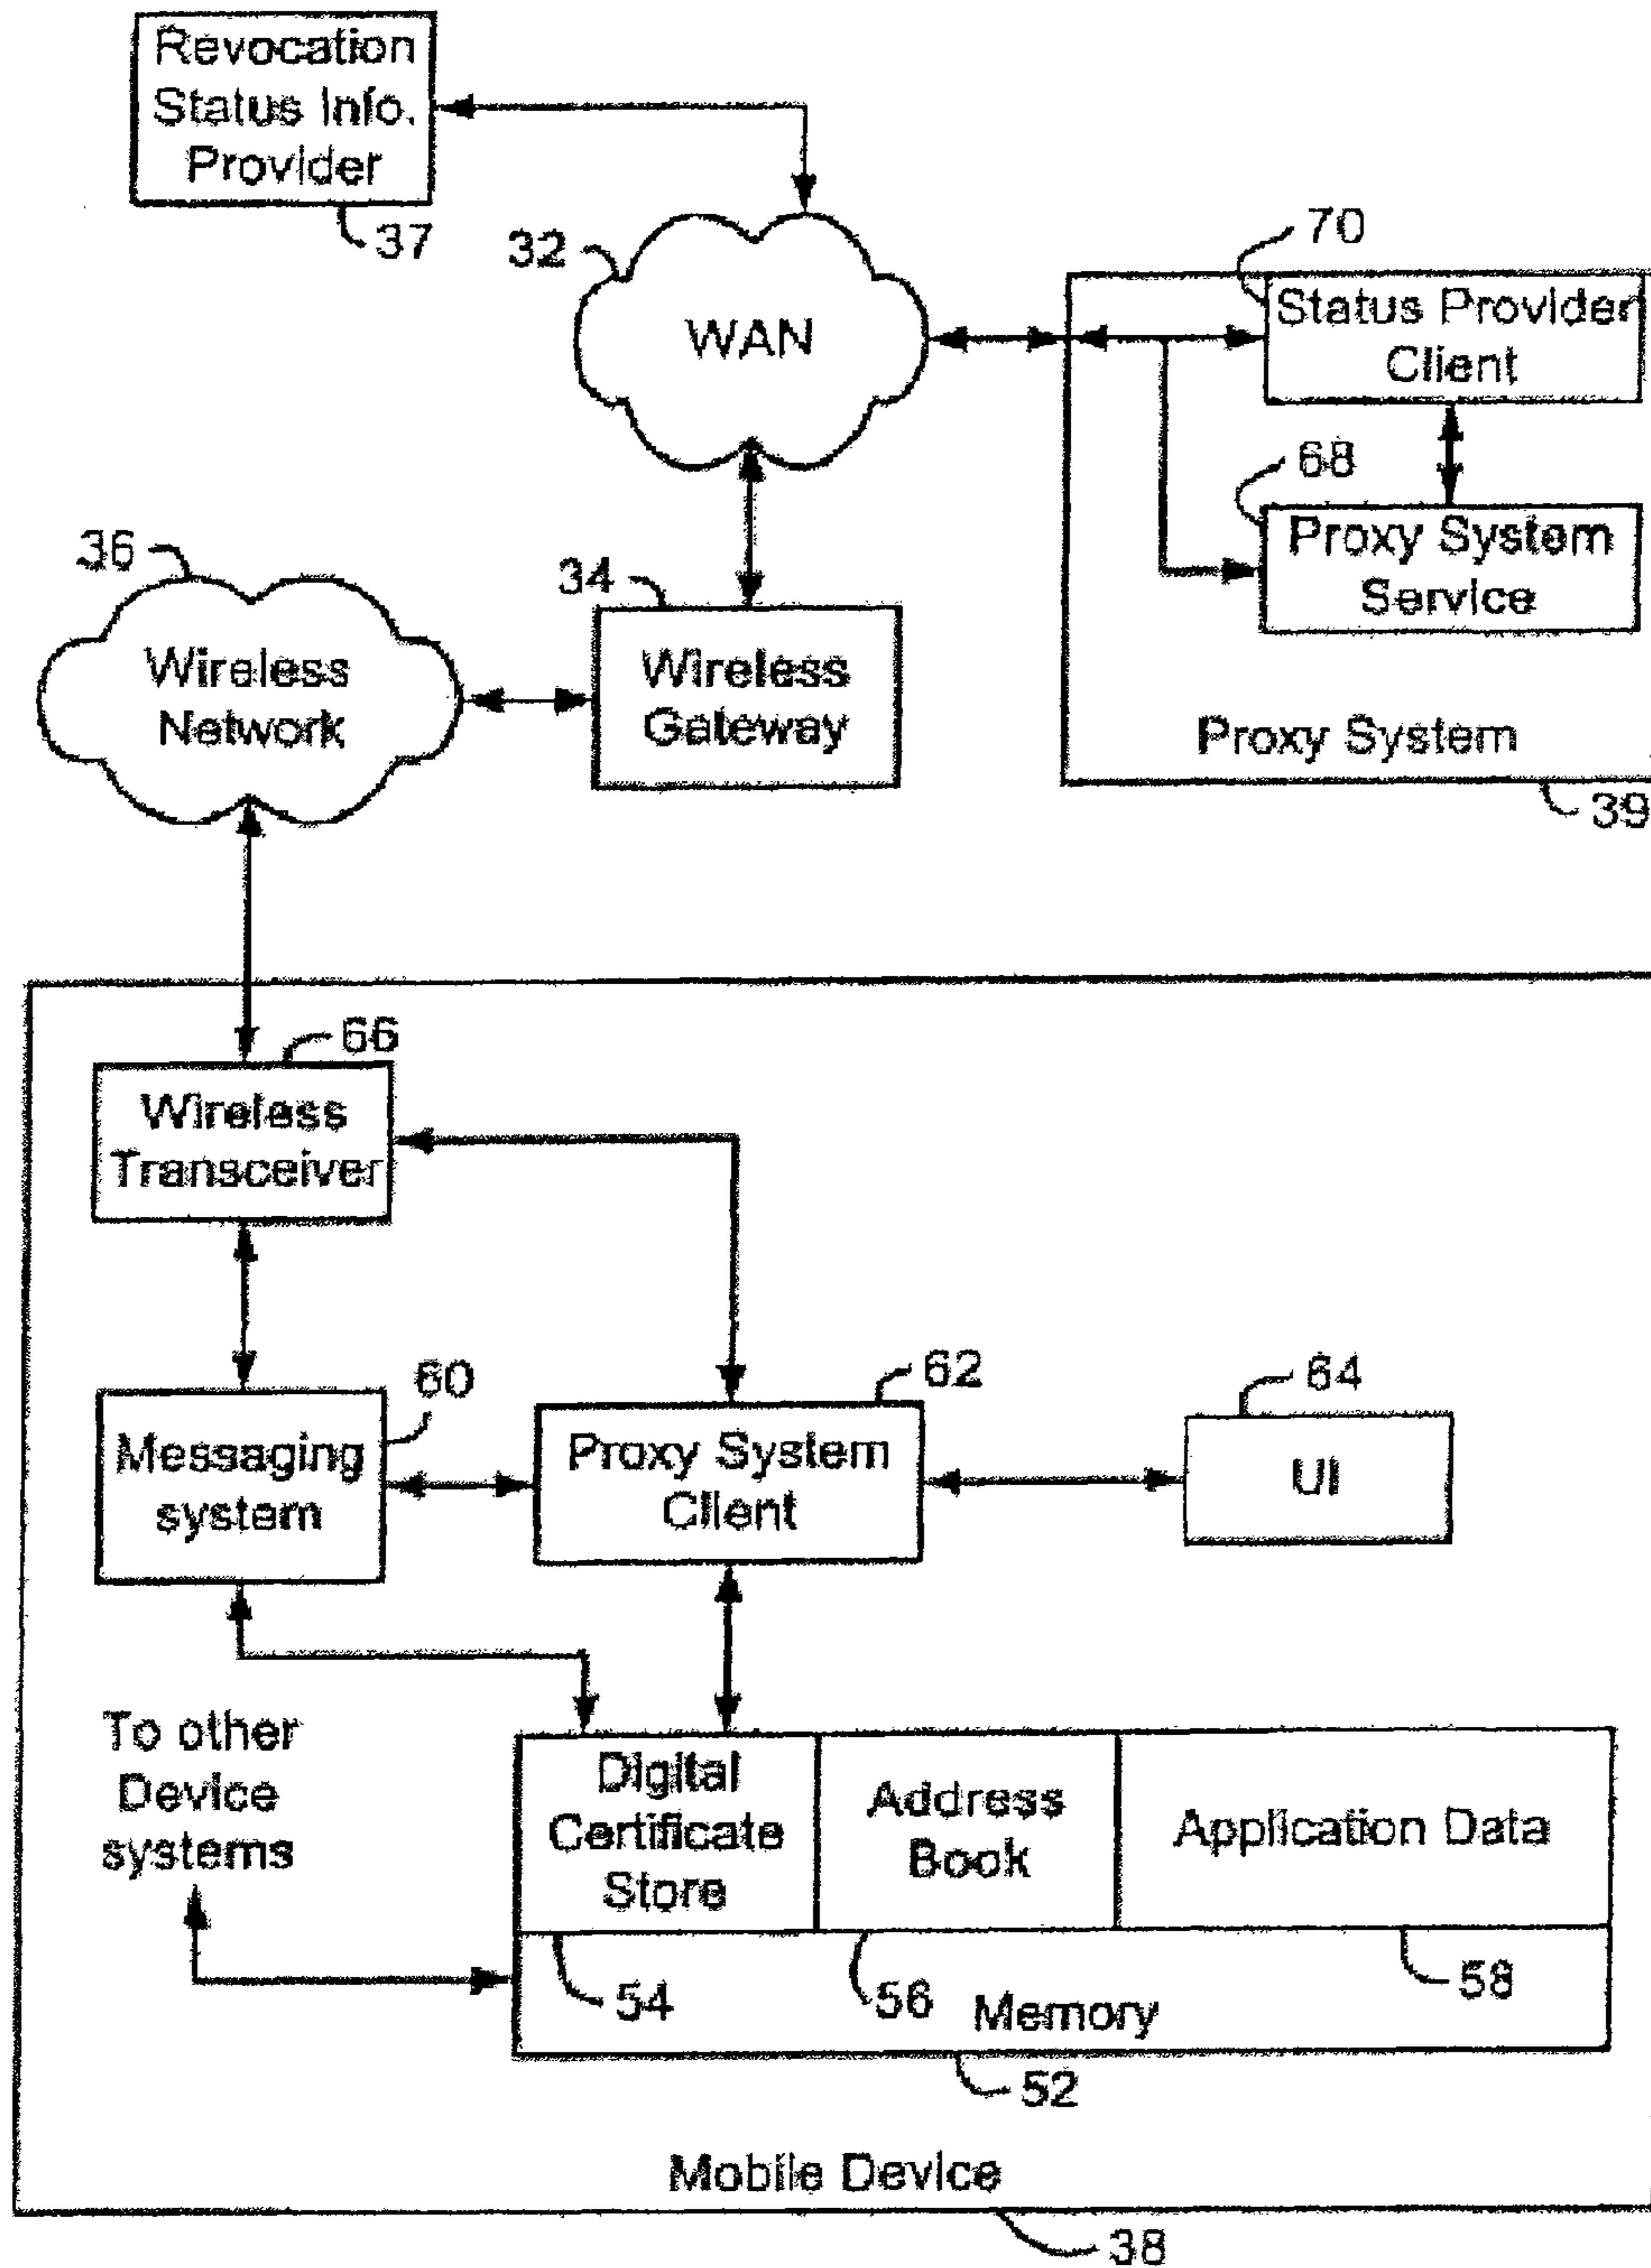 Revocation
Status Info.
Provider
37
32
WAN
70
Status Provider
Client
68
Proxy System
Service
Proxy System
39
36
Wireless
Network
34
Wireless
Gateway
66
Wireless
Transceiver
60
Messaging
system
62
Proxy System
Client
64
UI
To other
Device
systems
Digital
Certificate
Store
Address
Book
Application Data
54
56
58
Memory
52
Mobile Device
38